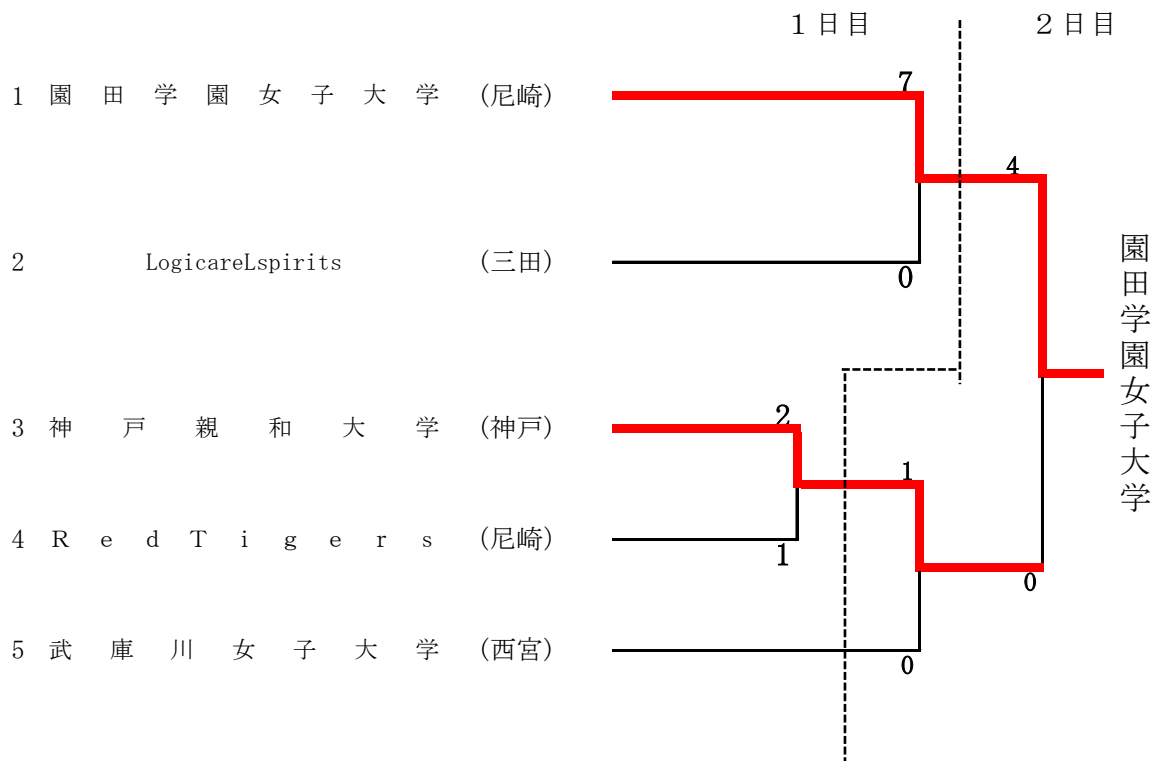 １日目 ２日目
7
1 園田学園女子大学 (尼崎)
4
2 LogicareLspirits (三田)
0
園田学園女子大学
2
3 神戸親和大学 (神戸)
1
4 ＲｅｄＴｉｇｅｒｓ (尼崎)
1
0
5 武庫川女子大学 (西宮)
0